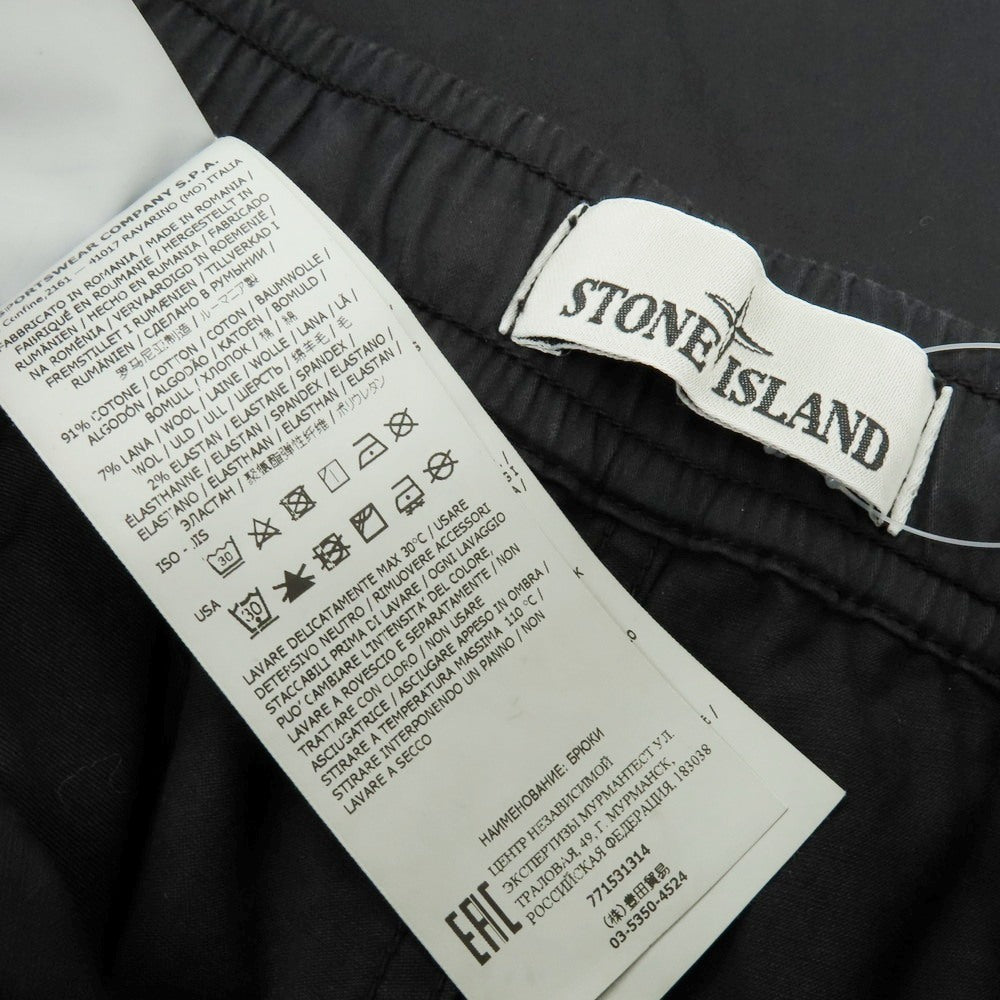 SPORTSWEAR COMPANY S.P.A.
Confine, 2161 — 41017 RAVARINO (MO) ITALIA
FABRICATO IN ROMANIA / MADE IN ROMANIA /
FABRIQUÉ EN ROUMANIE / HERGESTELLT IN
RUMÄNIEN / HECHO EN RUMANIA / FABRICADO
NA ROMÉNIA / VERVAARDIGD IN ROEMENIË /
FREMSTILLET I RUMÆNIEN / TILLVERKAD I
RUMÄNIEN / СДЕЛАНО В РУМЫНИИ /
罗马尼亚制造 / ルーマニア製
91% COTONE / COTTON / COTON / BAUMWOLLE /
ALGODÓN / ALGODÃO / KATOEN / ROMULD /
BOMULL / ХЛОПОК / 棉 / 綿
7% LANA / WOOL / LAINE / WOLLE / LANA / LÃ /
WOL / ULD / ULL / ШЕРСТЬ / 绵羊毛 / 毛
2% ELASTAN / ELASTANE / SPANDEX /
ÉLASTHANNE / ELASTAN / SPANDEX / ELASTANO /
ELASTANO / ELASTHAAN / ELASTHAN / ELASTAN /
ЭЛАСТАН / 聚氨酯弹性纤维 / ポリウレタン
ISO - JIS
30
USA
30
LAVARE DELICATAMENTE MAX 30°C / USARE
DETERSIVO NEUTRO / RIMUOVERE ACCESSORI
STACCABILI PRIMA DI LAVARE / OGNI LAVAGGIO
PUO' CAMBIARE L'INTENSITA' DEL COLORE.
LAVARE A ROVESCIO E SEPARATAMENTE / NON
TRATTARE CON CLORO / NON USARE
ASCIUGATRICE / ASCIUGARE APPESO IN OMBRA /
STIRARE A TEMPERATURA MASSIMA 110 °C /
STIRARE INTERPONENDO UN PANNO / NON
LAVARE A SECCO
НАИМЕНОВАНИЕ: БРЮКИ
ЦЕНТР НЕЗАВИСИМОЙ
ЭКСПЕРТИЗЫ МУРМАНТЕСТ УЛ.
ТРАЛОВАЯ, 49, Г. МУРМАНСК,
РОССИЙСКАЯ ФЕДЕРАЦИЯ, 183038
EAC
771531314
(株)豊田貿易
03-5350-4524
STONE ISLAND